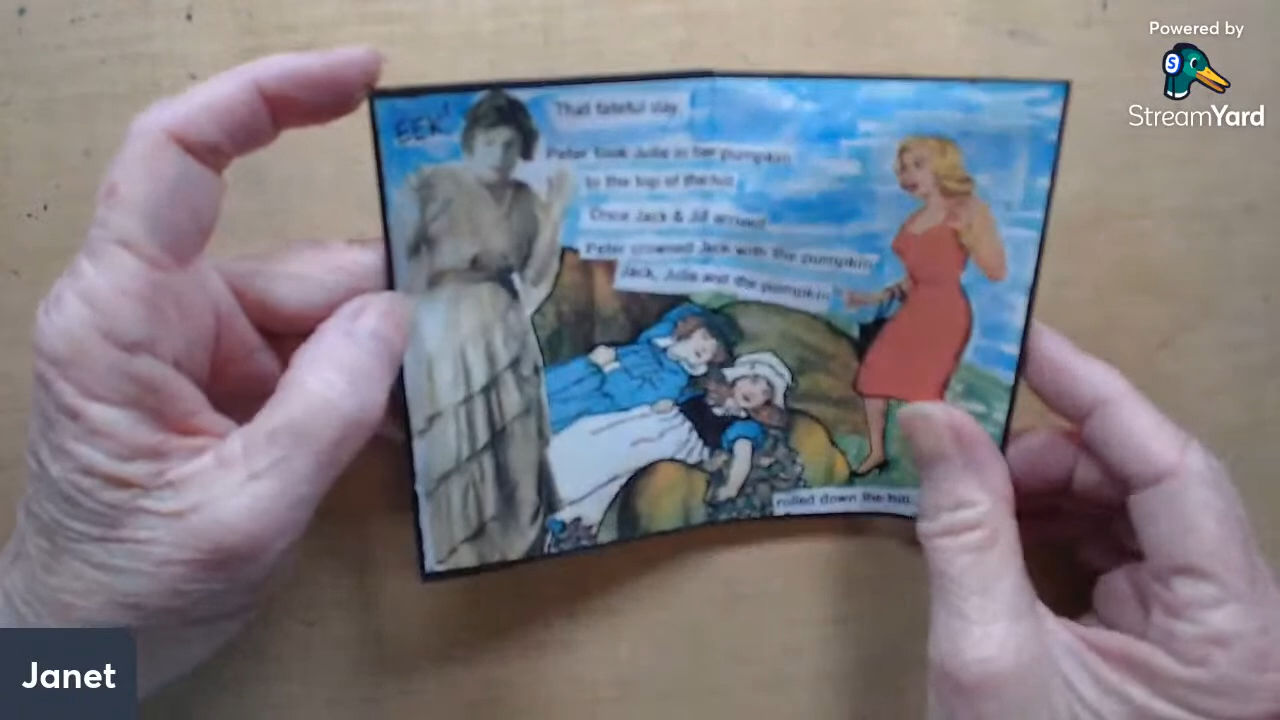 Powered by
StreamYard
EEK!
That fateful day
Peter took Julie in her pumpkin
to the top of the hill
Once Jack & Jill arrived
Peter crowned Jack with the pumpkin
Jack, Julie and the pumpkin
rolled down the hill.
Janet